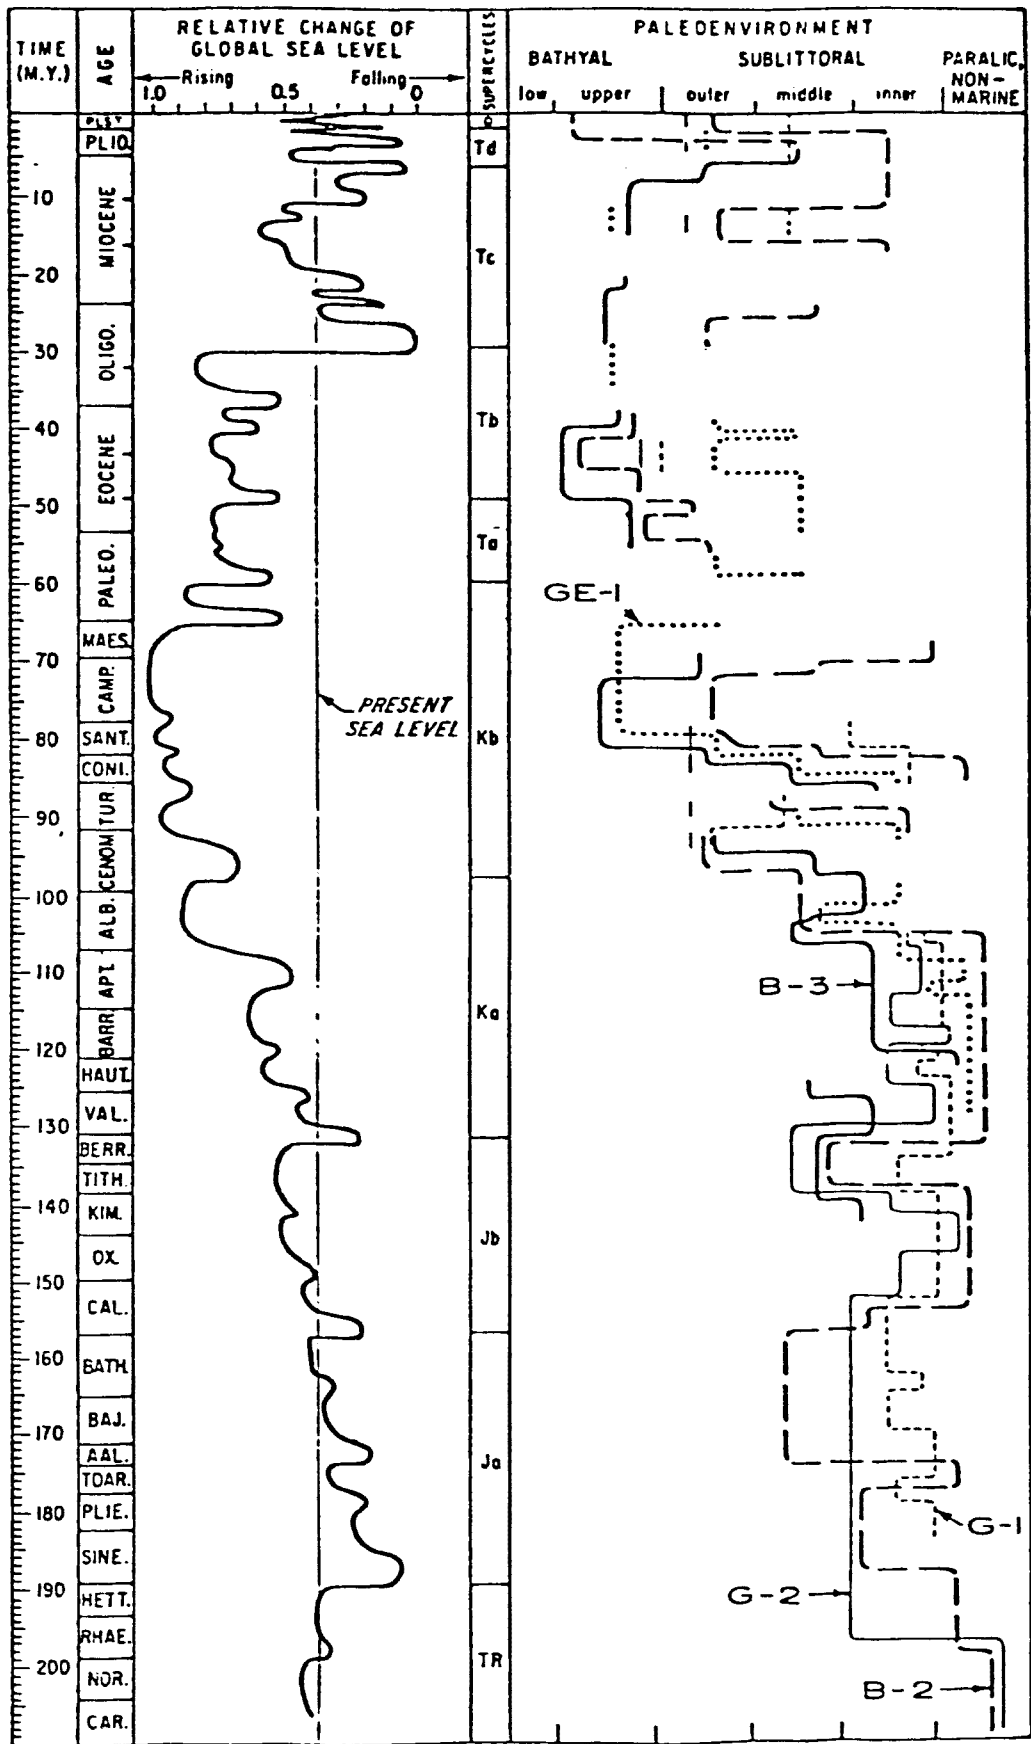 TIME
(M.Y.)
AGE
RELATIVE CHANGE OF
GLOBAL SEA LEVEL
Rising
Falling
1.0
0.5
0
SUPERCYCLES
PALEDENVIRONMENT
BATHYAL
SUBLITTORAL
PARALIC,
NON-
MARINE
low
upper
outer
middle
inner
PLST
PLIO.
MIOCENE
OLIGO.
EOCENE
PALEO.
MAES.
CAMP.
SANT.
CONI.
TUR.
CENOM.
ALB.
APT.
BARR.
HAUT.
VAL.
BERR.
TITH.
KIM.
OX.
CAL.
BATH.
BAJ.
AAL.
TOAR.
PLIE.
SINE.
HETT.
RHAE.
NOR.
CAR.
10
20
30
40
50
60
70
80
90
100
110
120
130
140
150
160
170
180
190
200
PRESENT
SEA LEVEL
Td
Tc
Tb
Ta
Kb
Ka
Jb
Ja
TR
GE-1
B-3
G-1
G-2
B-2